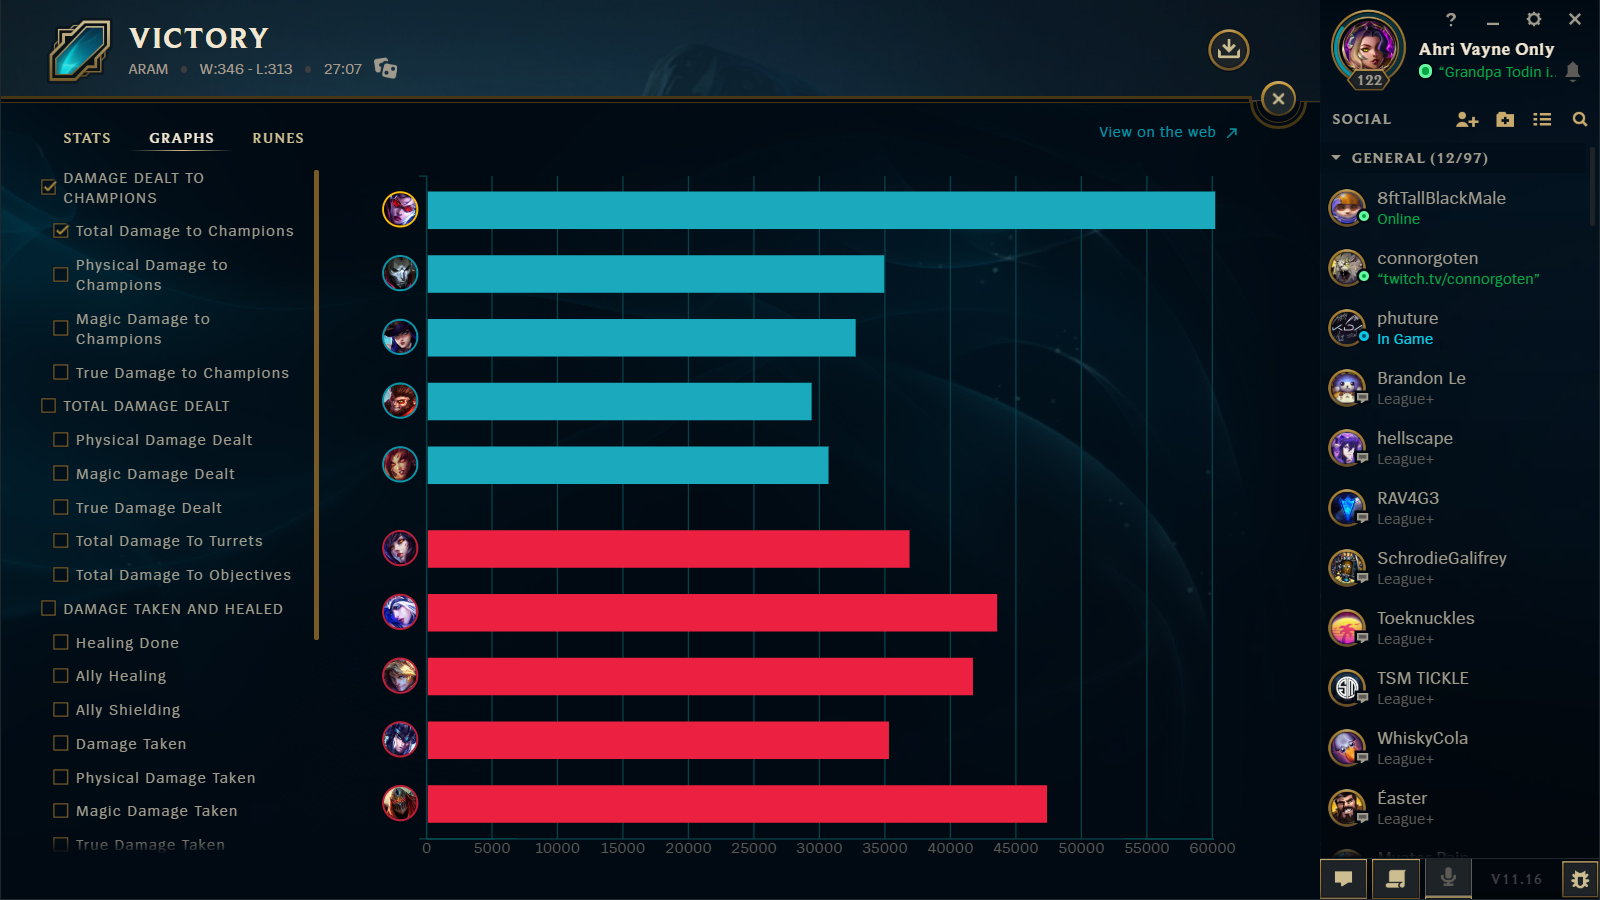 VICTORY
ARAM • W:346 - L:313 • 27:07
STATS
GRAPHS
RUNES
View on the web
DAMAGE DEALT TO
CHAMPIONS
Total Damage to Champions
Physical Damage to
Champions
Magic Damage to
Champions
True Damage to Champions
TOTAL DAMAGE DEALT
Physical Damage Dealt
Magic Damage Dealt
True Damage Dealt
Total Damage To Turrets
Total Damage To Objectives
DAMAGE TAKEN AND HEALED
Healing Done
Ally Healing
Ally Shielding
Damage Taken
Physical Damage Taken
Magic Damage Taken
True Damage Taken
0 5000 10000 15000 20000 25000 30000 35000 40000 45000 50000 55000 60000
?
122
Ahri Vayne Only
“Grandpa Todin i..
SOCIAL
GENERAL (12/97)
8ftTallBlackMale
Online
connorgoten
“twitch.tv/connorgoten”
phuture
In Game
Brandon Le
League+
hellscape
League+
RAV4G3
League+
SchrodieGalifrey
League+
Toeknuckles
League+
TSM TICKLE
League+
WhiskyCola
League+
Éaster
League+
V11.16